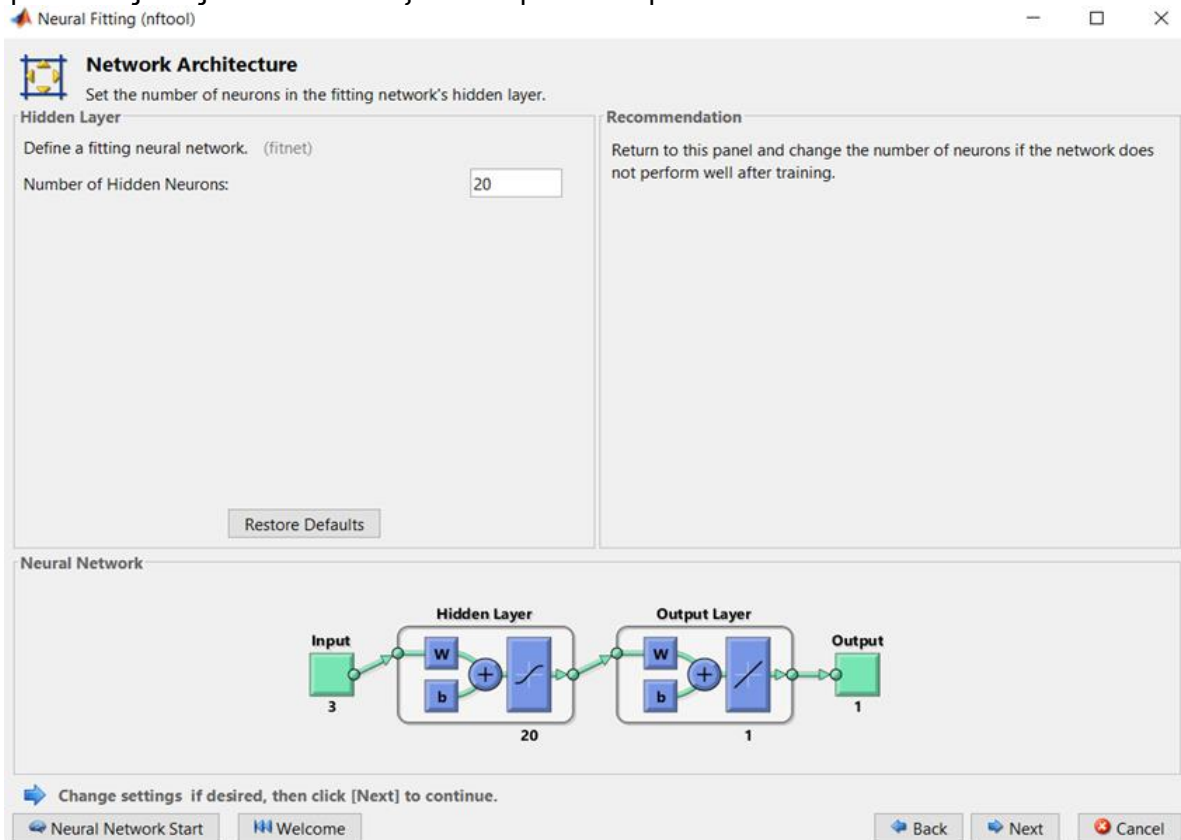 Neural Fitting (nftool)
Network Architecture
Set the number of neurons in the fitting network's hidden layer.
Hidden Layer
Define a fitting neural network. (fitnet)
Number of Hidden Neurons: 20
Restore Defaults
Recommendation
Return to this panel and change the number of neurons if the network does
not perform well after training.
Neural Network
Hidden Layer Output Layer
Input Output
W W
b b
3 1
20 1
Change settings if desired, then click [Next] to continue.
Neural Network Start Welcome Back Next Cancel